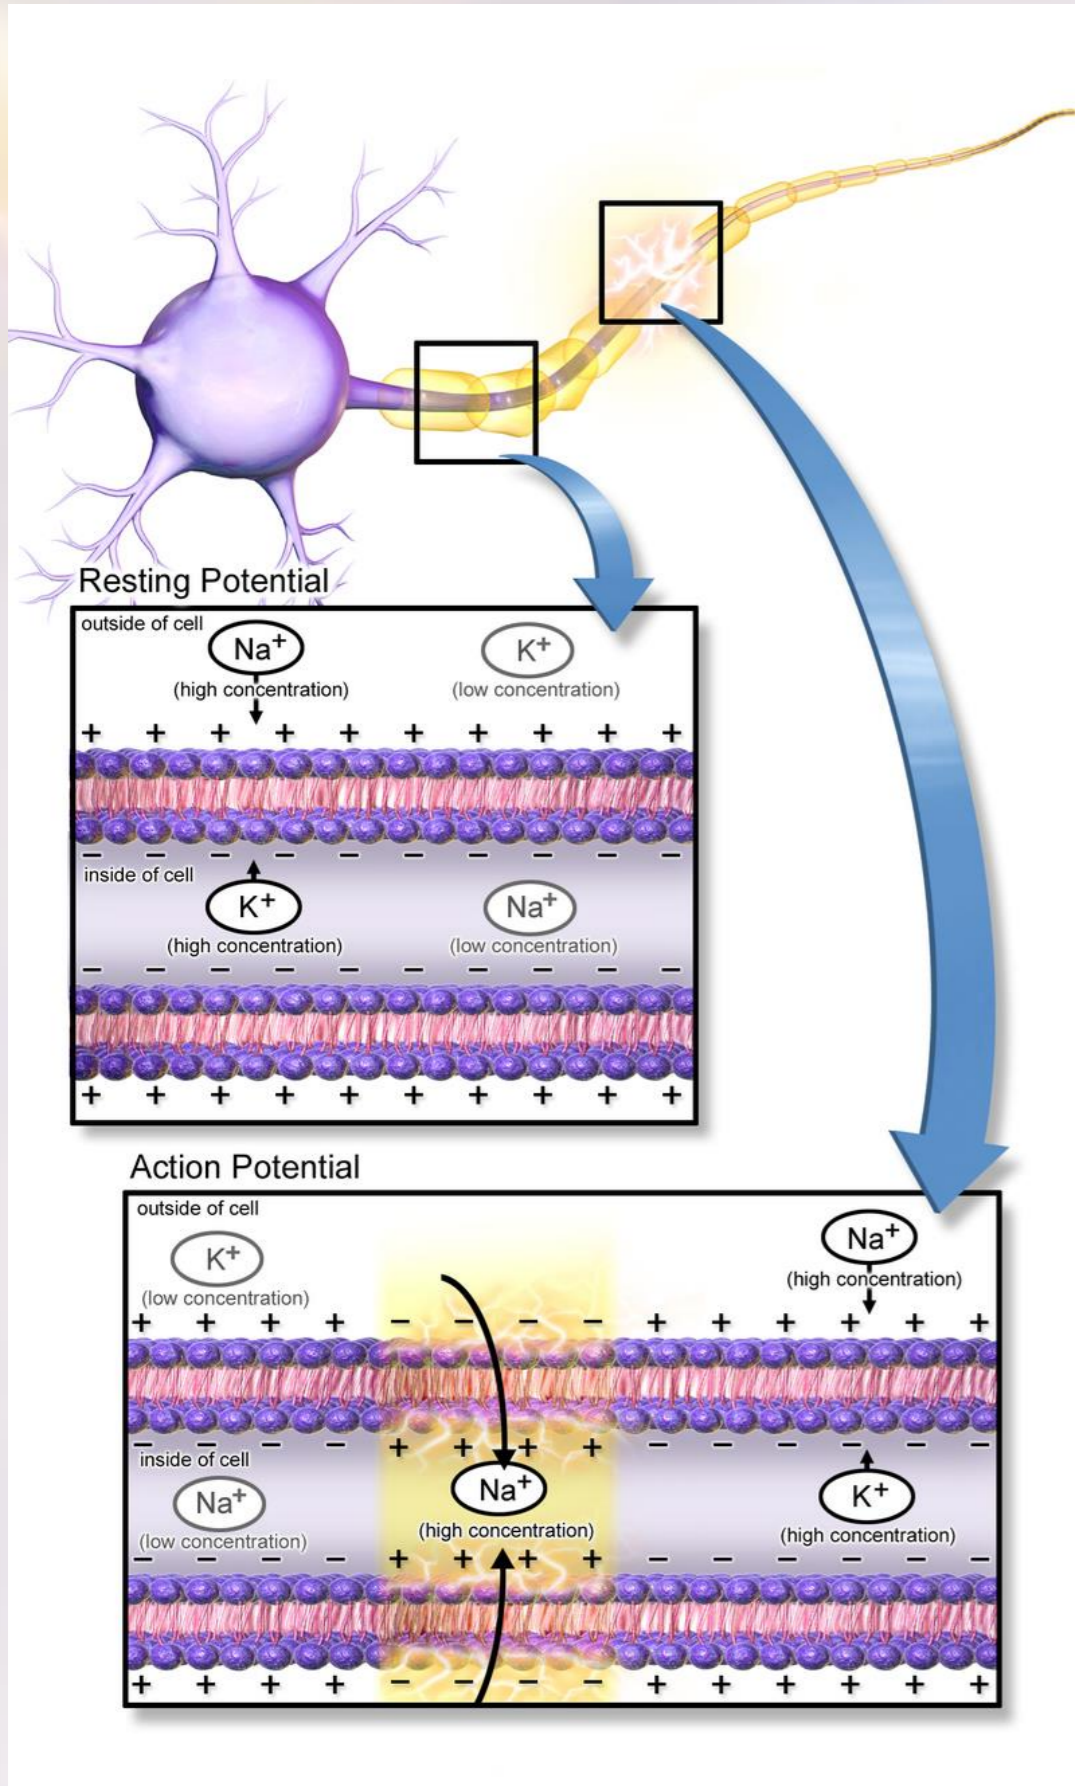 Resting Potential
outside of cell
Na+ K+
(high concentration) (low concentration)
+ + + + + + + + + +
− − − − − − − − − −
inside of cell
K+ Na+
(high concentration) (low concentration)
− − − − − − − − − −
+ + + + + + + + + +
Action Potential
outside of cell
K+ Na+
(low concentration) (high concentration)
+ + + + − − − − + + + + + +
− − − − + + + + − − − − − −
inside of cell
Na+ Na+ K+
(low concentration) (high concentration) (high concentration)
− − − − + + + + − − − − − −
+ + + + − − − − + + + + + +